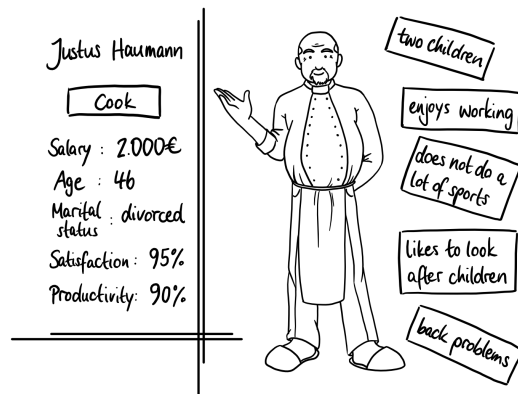 Justus Haumann
Cook
Salary : 2.000€
Age : 46
Marital status : divorced
Satisfaction : 95%
Productivity: 90%
two children
enjoys working
does not do a
lot of sports
likes to look
after children
back problems